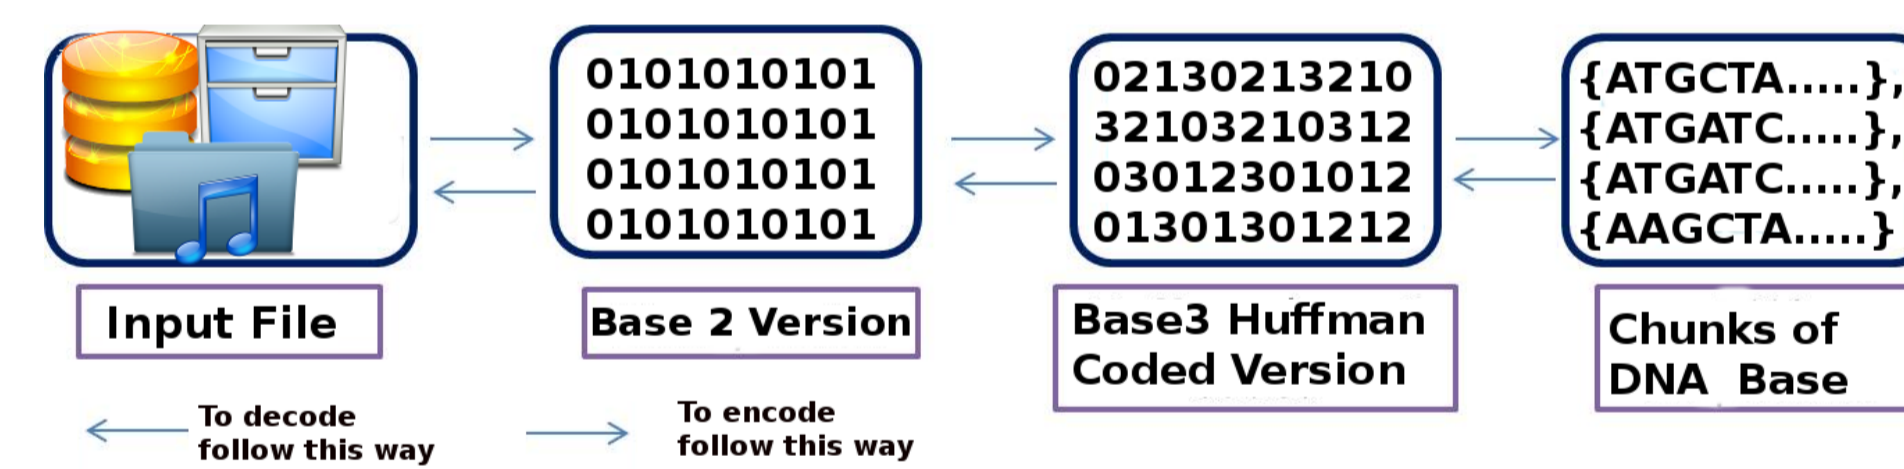 0101010101
0101010101
0101010101
0101010101
02130213210
32103210312
03012301012
01301301212
{ATGCTA.....},
{ATGATC.....},
{ATGATC.....},
{AAGCTA.....}
Input File
Base 2 Version
Base3 Huffman
Coded Version
Chunks of
DNA Base
To decode
follow this way
To encode
follow this way